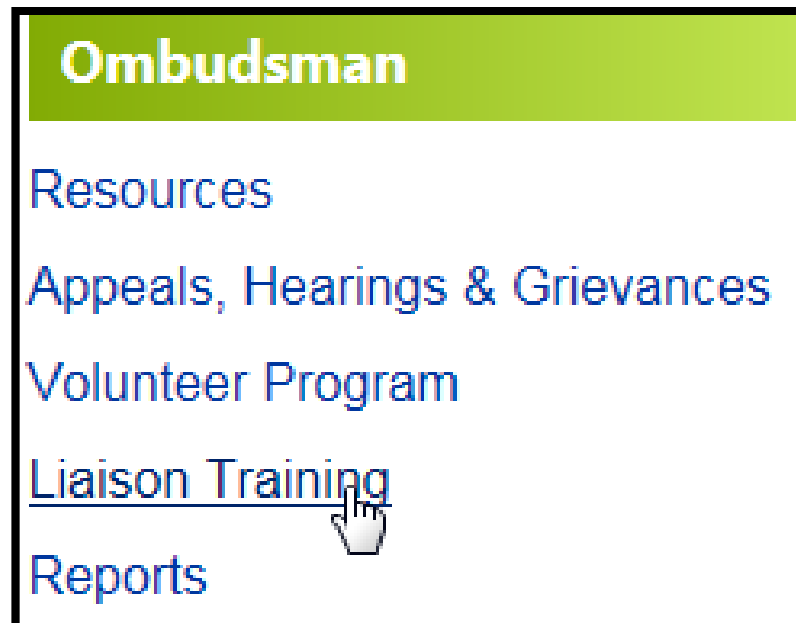 Ombudsman
Resources
Appeals, Hearings & Grievances
Volunteer Program
Liaison Training
Reports